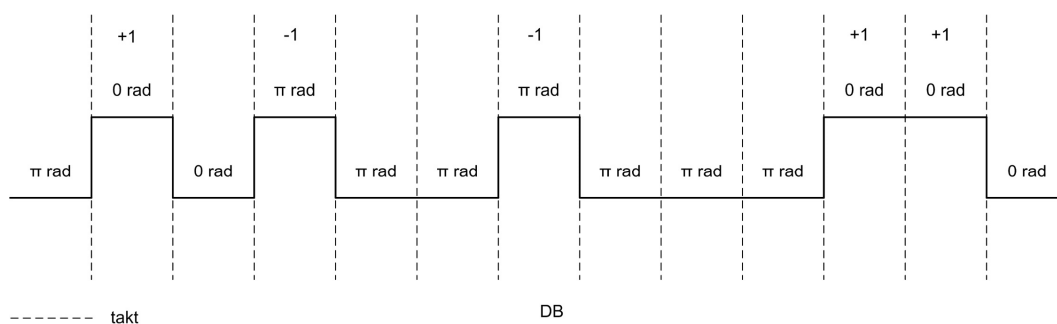 +1 -1 -1 +1 +1
0 rad π rad π rad 0 rad 0 rad
π rad 0 rad π rad π rad π rad π rad π rad 0 rad
takt DB